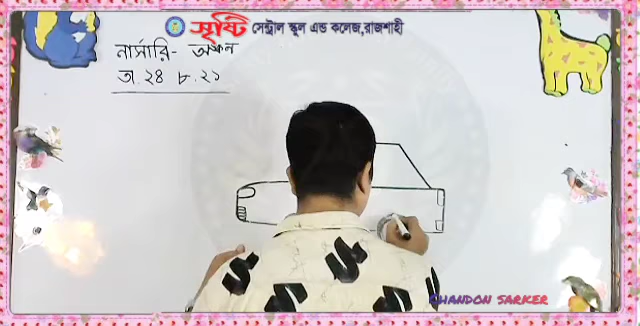 সৃষ্টি সেন্ট্রাল স্কুল এন্ড কলেজ,রাজশাহী
নার্সারি- অঙ্কন
তা. ২৪ ৮. ২১
CHANDON SARKER